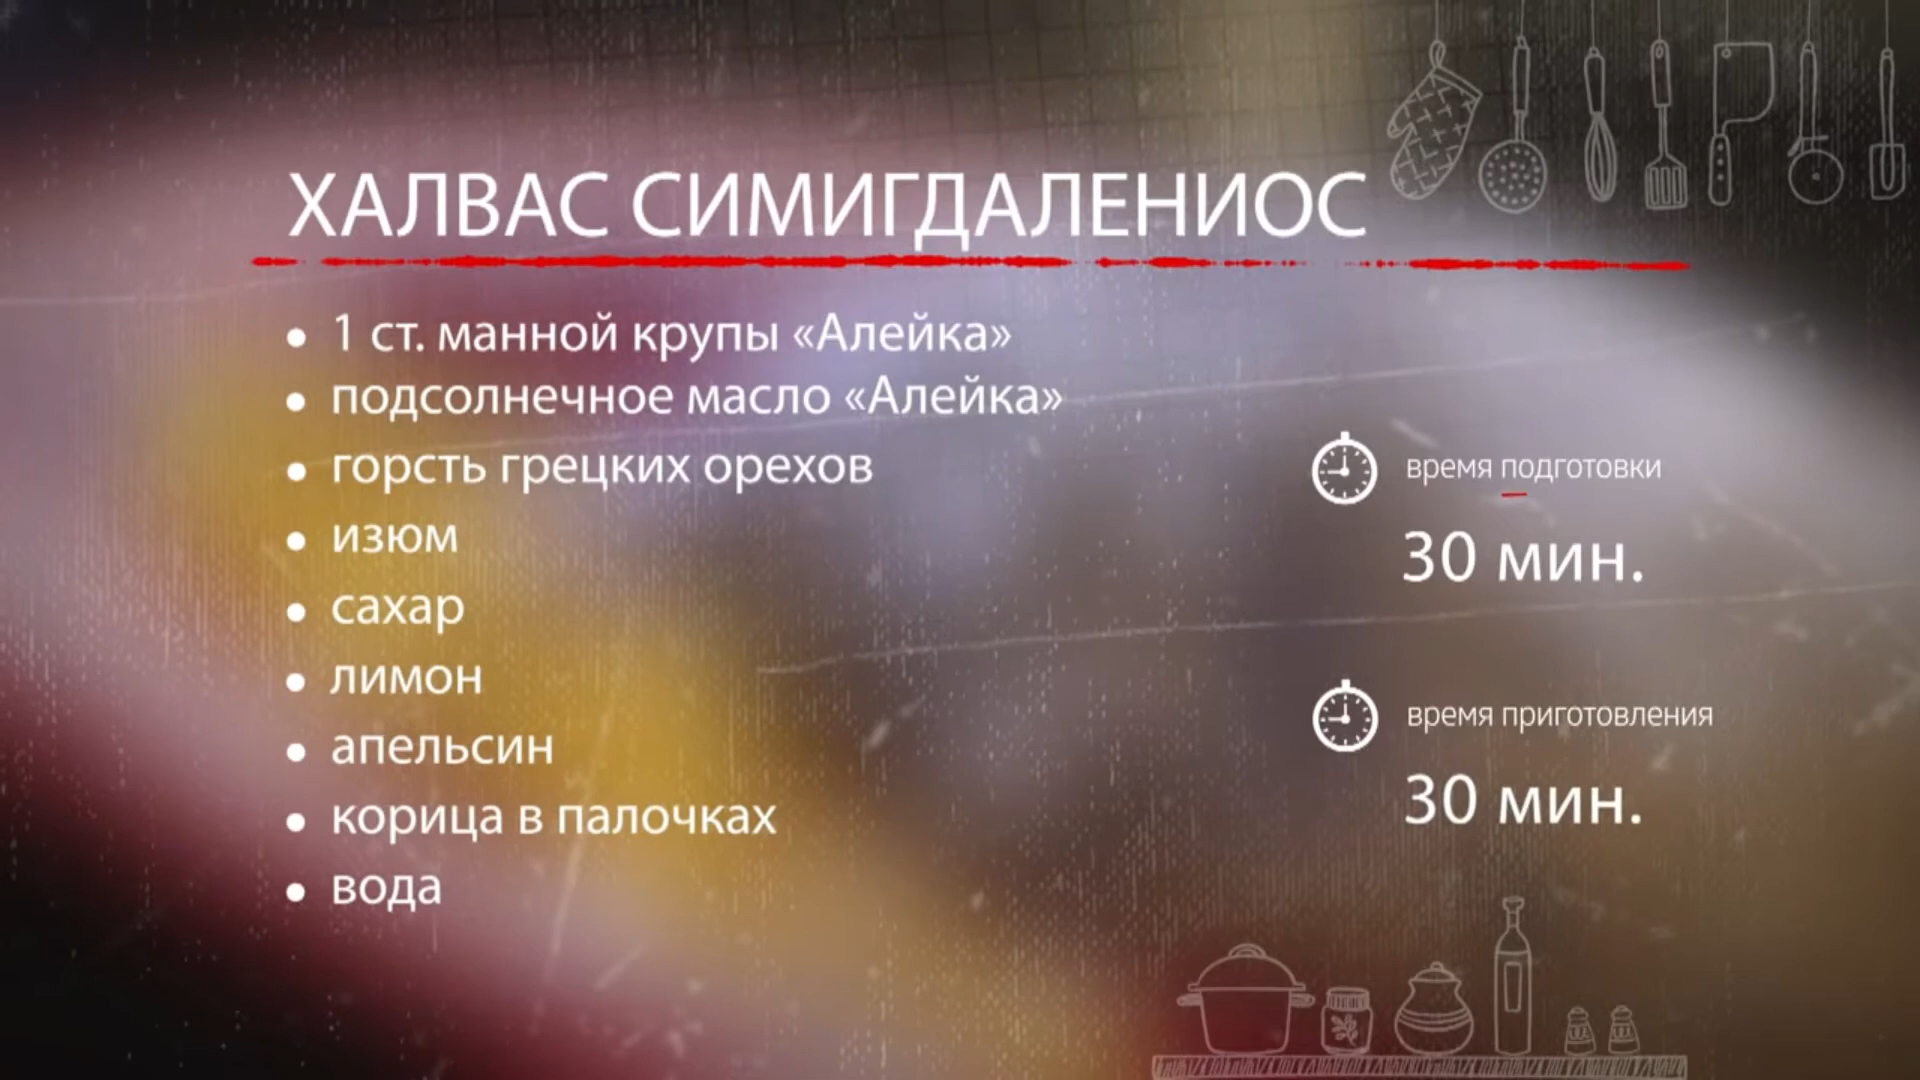 ХАЛВАС СИМИГДАЛЕНИОС
• 1 ст. манной крупы «Алейка»
• подсолнечное масло «Алейка»
• горсть грецких орехов
• изюм
• сахар
• лимон
• апельсин
• корица в палочках
• вода
время подготовки
30 мин.
время приготовления
30 мин.